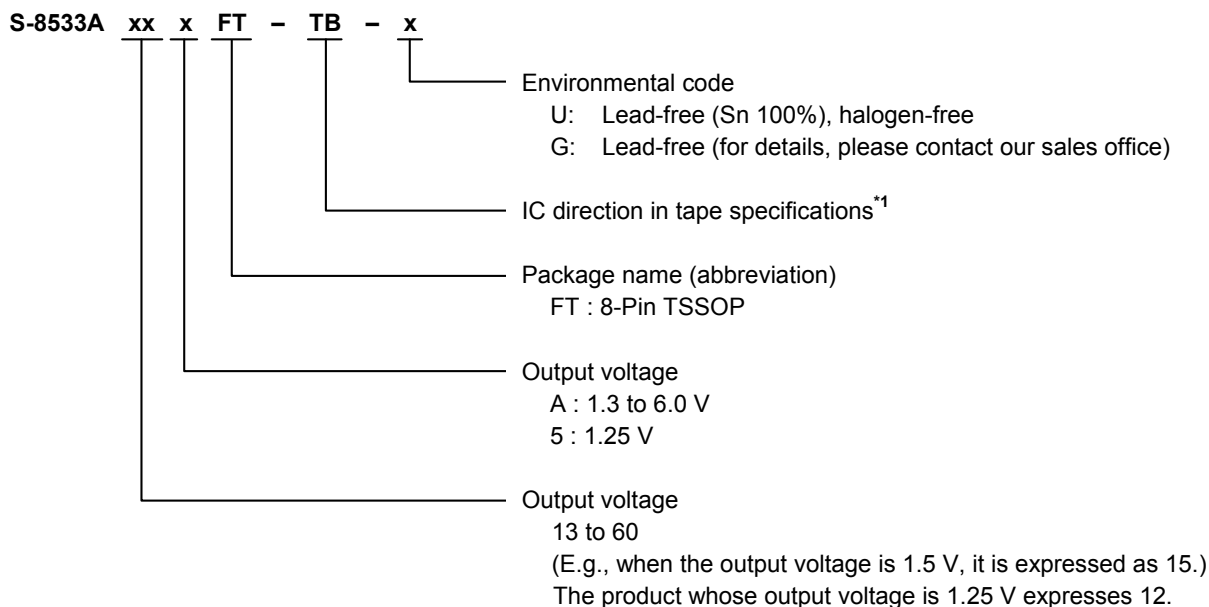 S-8533A xx x FT – TB – x
Environmental code
U: Lead-free (Sn 100%), halogen-free
G: Lead-free (for details, please contact our sales office)
IC direction in tape specifications*1
Package name (abbreviation)
FT : 8-Pin TSSOP
Output voltage
A : 1.3 to 6.0 V
5 : 1.25 V
Output voltage
13 to 60
(E.g., when the output voltage is 1.5 V, it is expressed as 15.)
The product whose output voltage is 1.25 V expresses 12.